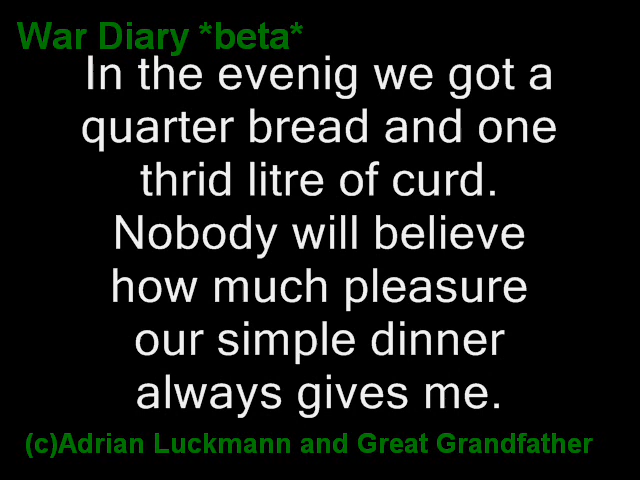 War Diary *beta*
In the evenig we got a
quarter bread and one
thrid litre of curd.
Nobody will believe
how much pleasure
our simple dinner
always gives me.
(c)Adrian Luckmann and Great Grandfather